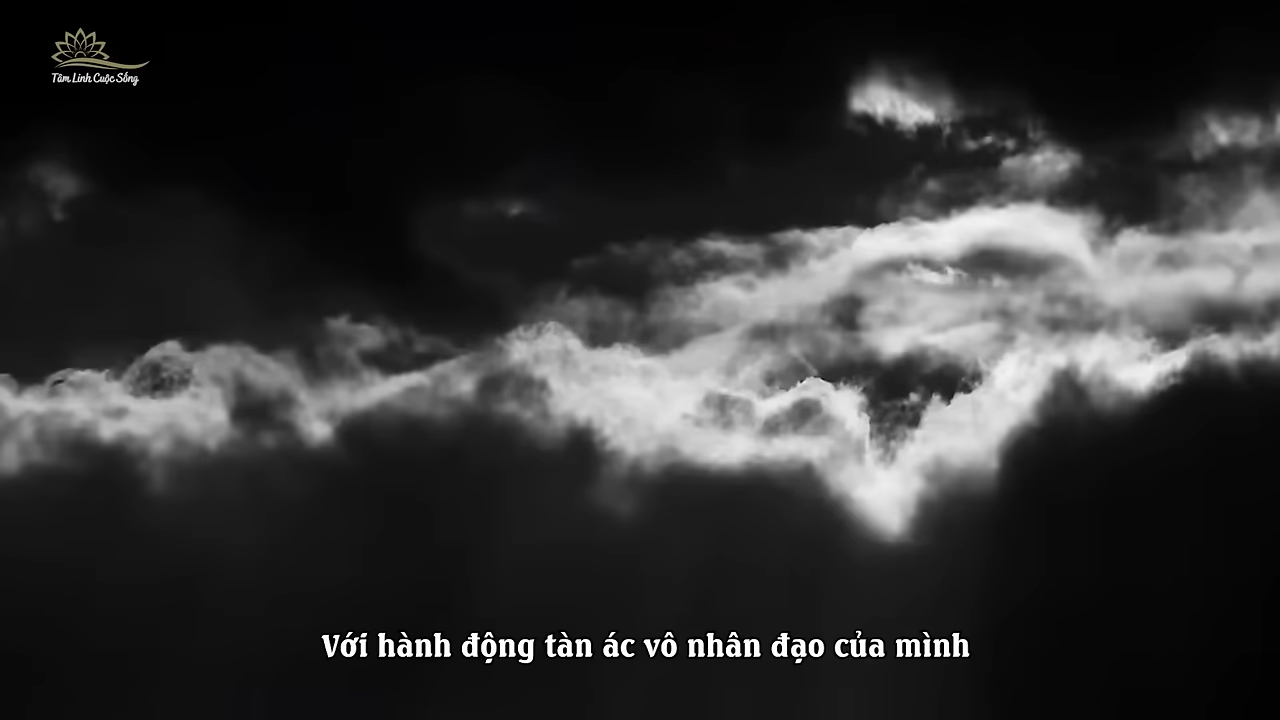 Tâm Linh Cuộc Sống
Với hành động tàn ác vô nhân đạo của mình